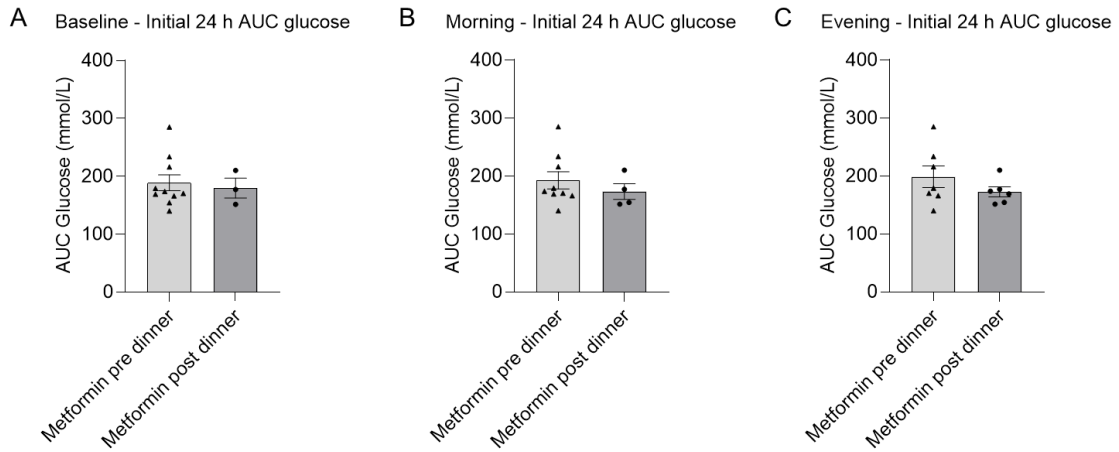 A Baseline - Initial 24 h AUC glucose
AUC Glucose (mmol/L)
400
300
200
100
0
Metformin pre dinner
Metformin post dinner
B Morning - Initial 24 h AUC glucose
AUC Glucose (mmol/L)
400
300
200
100
0
Metformin pre dinner
Metformin post dinner
C Evening - Initial 24 h AUC glucose
AUC Glucose (mmol/L)
400
300
200
100
0
Metformin pre dinner
Metformin post dinner